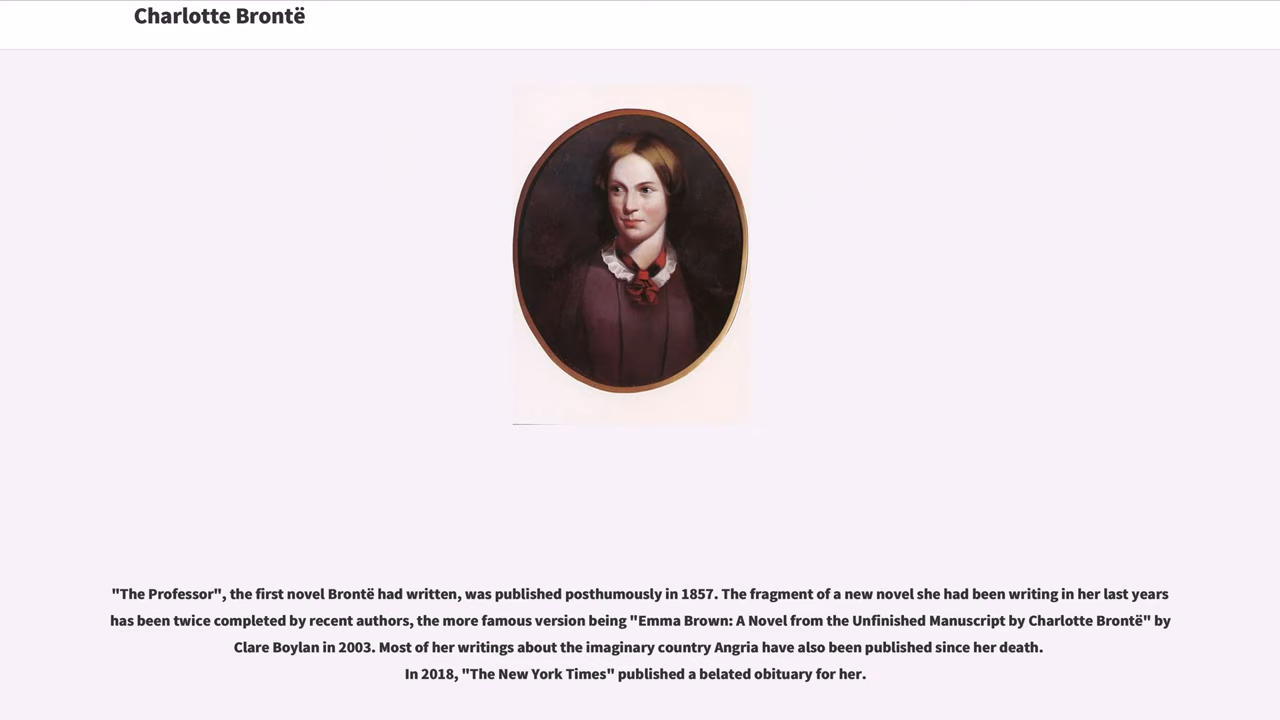 Charlotte Brontë
"The Professor", the first novel Brontë had written, was published posthumously in 1857. The fragment of a new novel she had been writing in her last years
has been twice completed by recent authors, the more famous version being "Emma Brown: A Novel from the Unfinished Manuscript by Charlotte Brontë" by
Clare Boylan in 2003. Most of her writings about the imaginary country Angria have also been published since her death.
In 2018, "The New York Times" published a belated obituary for her.